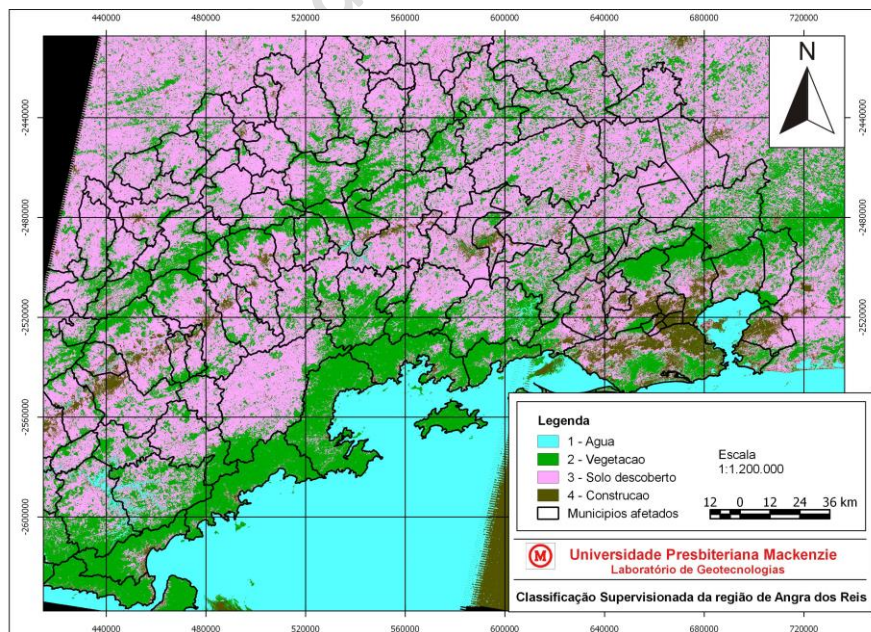 440000 480000 520000 560000 600000 640000 680000 720000
N
-2440000 -2440000
-2480000 -2480000
-2520000 -2520000
-2560000
-2600000
Legenda
1 - Agua
2 - Vegetacao
3 - Solo descoberto
4 - Construcao
Municipios afetados
Escala
1:1.200.000
12 0 12 24 36 km
M
Universidade Presbiteriana Mackenzie
Laboratório de Geotecnologias
Classificação Supervisionada da região de Angra dos Reis
440000 480000 520000 560000 600000 640000 680000 720000